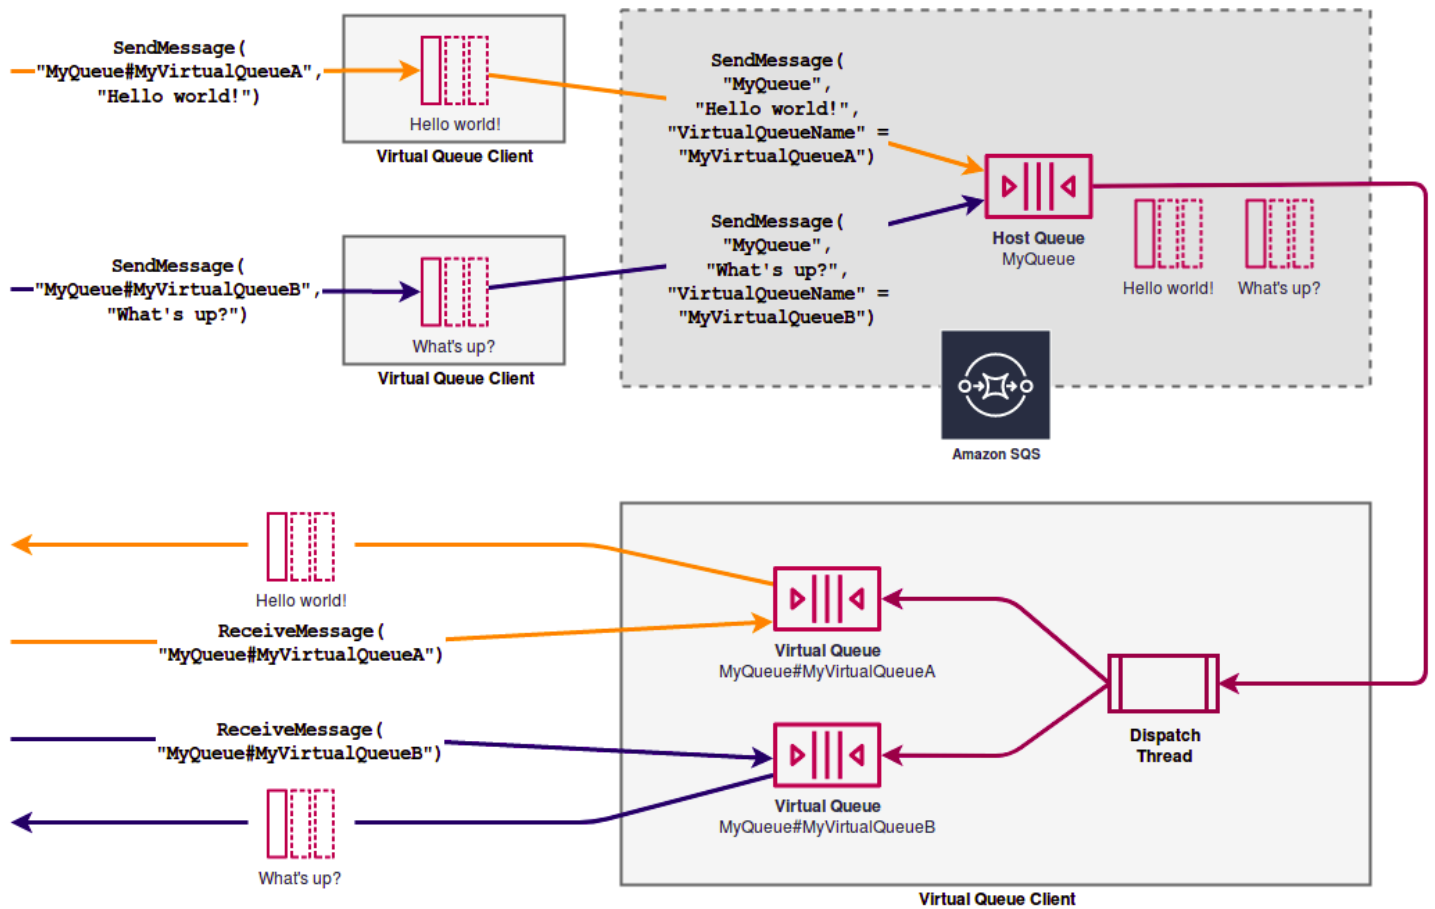 SendMessage(
"MyQueue#MyVirtualQueueA",
"Hello world!")
Hello world!
Virtual Queue Client
SendMessage(
"MyQueue",
"Hello world!",
"VirtualQueueName" =
"MyVirtualQueueA")
SendMessage(
"MyQueue#MyVirtualQueueB",
"What's up?")
What's up?
Virtual Queue Client
SendMessage(
"MyQueue",
"What's up?",
"VirtualQueueName" =
"MyVirtualQueueB")
Host Queue
MyQueue
Hello world!
What's up?
Amazon SQS
Hello world!
ReceiveMessage(
"MyQueue#MyVirtualQueueA")
Virtual Queue
MyQueue#MyVirtualQueueA
ReceiveMessage(
"MyQueue#MyVirtualQueueB")
What's up?
Virtual Queue
MyQueue#MyVirtualQueueB
Dispatch
Thread
Virtual Queue Client